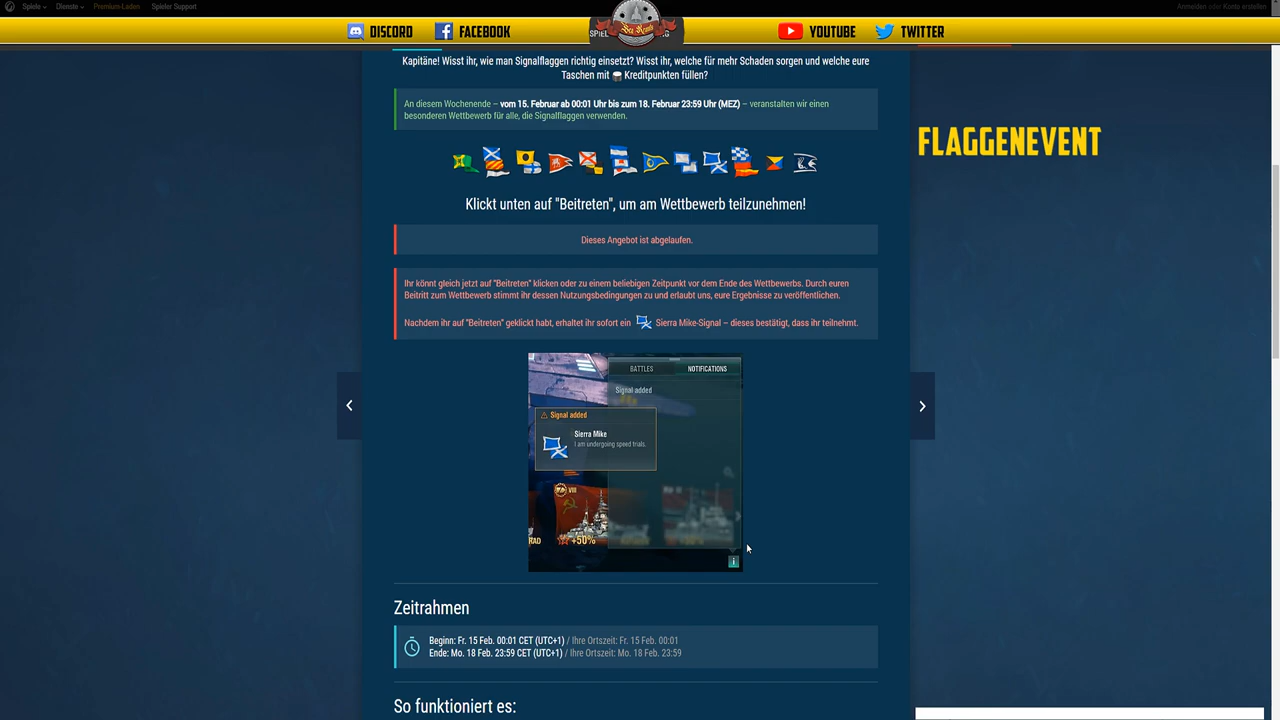 Spiele
Dienste
Premium-Laden
Spieler Support
Anmelden oder Konto erstellen
DISCORD
FACEBOOK
YOUTUBE
TWITTER
Kapitäne! Wisst ihr, wie man Signalflaggen richtig einsetzt? Wisst ihr, welche für mehr Schaden sorgen und welche eure
Taschen mit Kreditpunkten füllen?
An diesem Wochenende – vom 15. Februar ab 00:01 Uhr bis zum 18. Februar 23:59 Uhr (MEZ) – veranstalten wir einen
besonderen Wettbewerb für alle, die Signalflaggen verwenden.
FLAGGENEVENT
Klickt unten auf "Beitreten", um am Wettbewerb teilzunehmen!
Dieses Angebot ist abgelaufen.
Ihr könnt gleich jetzt auf "Beitreten" klicken oder zu einem beliebigen Zeitpunkt vor dem Ende des Wettbewerbs. Durch euren
Beitritt zum Wettbewerb stimmt ihr dessen Nutzungsbedingungen zu und erlaubt uns, eure Ergebnisse zu veröffentlichen.
Nachdem ihr auf "Beitreten" geklickt habt, erhaltet ihr sofort ein Sierra Mike-Signal – dieses bestätigt, dass ihr teilnehmt.
BATTLES
NOTIFICATIONS
Signal added
Signal added
Sierra Mike
I am undergoing speed trials.
VIII
+50%
Zeitrahmen
Beginn: Fr. 15 Feb. 00:01 CET (UTC+1) / Ihre Ortszeit: Fr. 15 Feb. 00:01
Ende: Mo. 18 Feb. 23:59 CET (UTC+1) / Ihre Ortszeit: Mo. 18 Feb. 23:59
So funktioniert es: